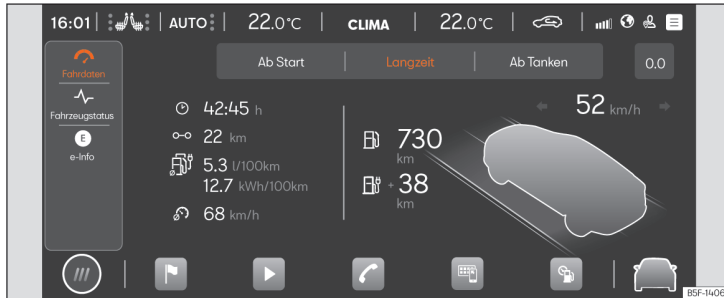 16:01 AUTO 22.0°C CLIMA 22.0°C
Fahrdaten
Fahrzeugstatus
E
e-Info
Ab Start Langzeit Ab Tanken 0.0
42:45 h
22 km
5.3 l/100km
12.7 kWh/100km
68 km/h
730
km
+38
km
52 km/h
B5F-1406